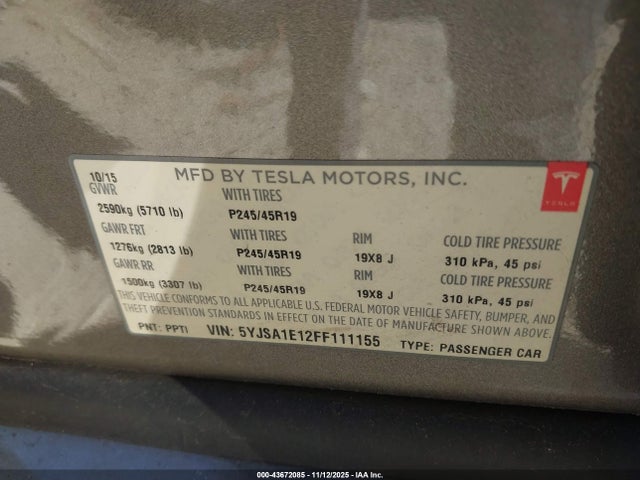 10/15 MFD BY TESLA MOTORS, INC.
GVWR WITH TIRES
2590kg (5710 lb) P245/45R19
GAWR FRT WITH TIRES RIM COLD TIRE PRESSURE
1276kg (2813 lb) P245/45R19 19X8 J 310 kPa, 45 psi
GAWR RR WITH TIRES RIM COLD TIRE PRESSURE
1500kg (3307 lb) P245/45R19 19X8 J 310 kPa, 45 psi
THIS VEHICLE CONFORMS TO ALL APPLICABLE U.S. FEDERAL MOTOR VEHICLE SAFETY, BUMPER, AND
THEFT PREVENTION STANDARDS IN EFFECT ON THE DATE OF MANUFACTURE SHOWN ABOVE.
PNT: PPTI VIN: 5YJSA1E12FF111155 TYPE: PASSENGER CAR
TESLA
000-43672085 - 11/12/2025 - IAA Inc.